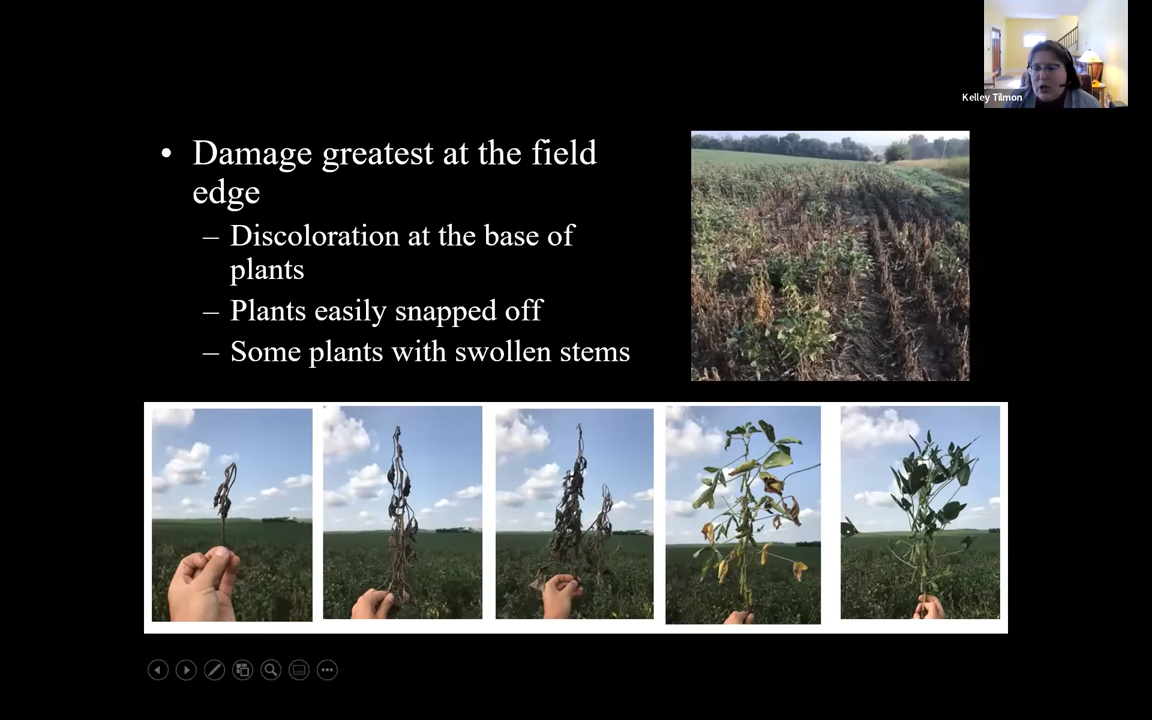 Kelley Tilmon
• Damage greatest at the field
edge
– Discoloration at the base of
plants
– Plants easily snapped off
– Some plants with swollen stems